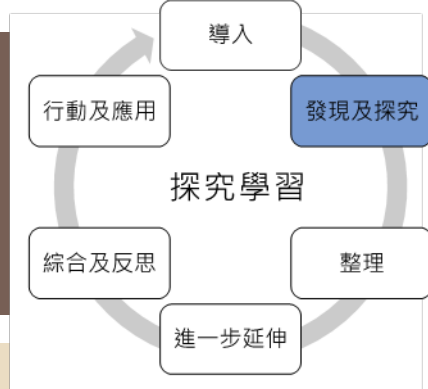 導入
發現及探究
整理
進一步延伸
綜合及反思
行動及應用
探究學習